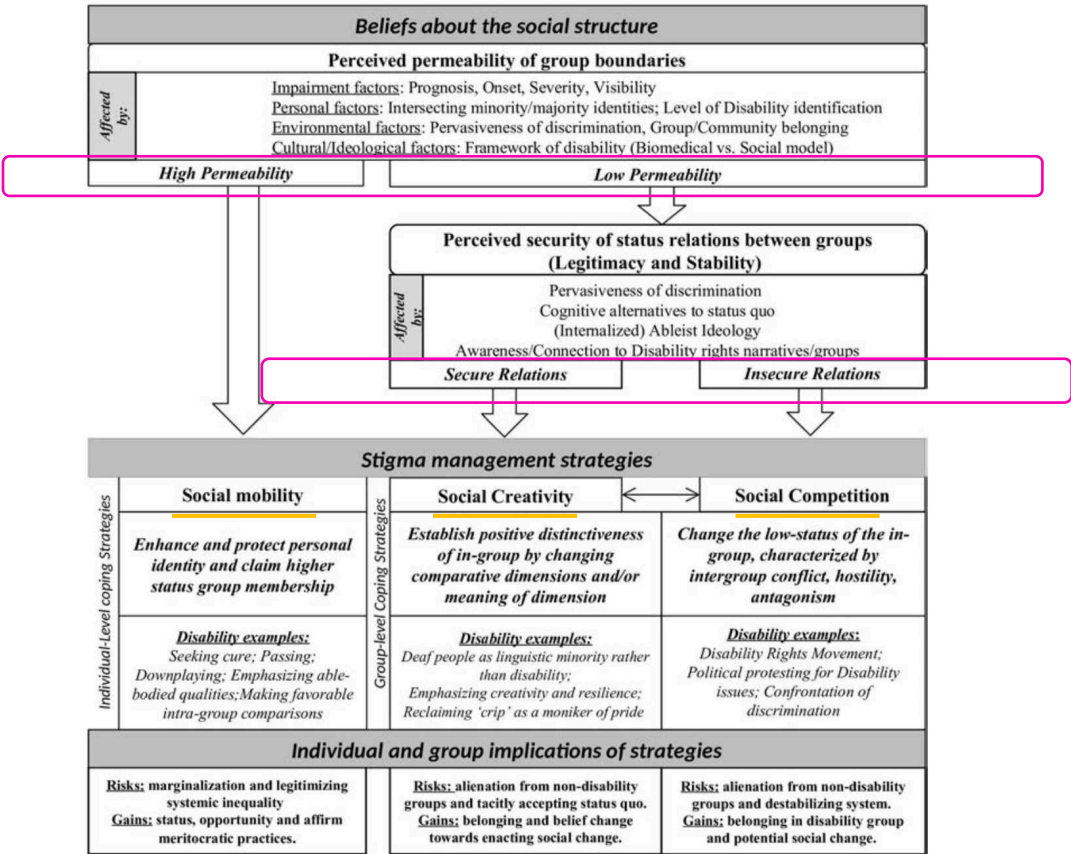 Beliefs about the social structure
Perceived permeability of group boundaries
Affected
by:
Impairment factors: Prognosis, Onset, Severity, Visibility
Personal factors: Intersecting minority/majority identities; Level of Disability identification
Environmental factors: Pervasiveness of discrimination, Group/Community belonging
Cultural/Ideological factors: Framework of disability (Biomedical vs. Social model)
High Permeability
Low Permeability
Perceived security of status relations between groups
(Legitimacy and Stability)
Affected
by:
Pervasiveness of discrimination
Cognitive alternatives to status quo
(Internalized) Ableist Ideology
Awareness/Connection to Disability rights narratives/groups
Secure Relations
Insecure Relations
Stigma management strategies
Individual-Level coping Strategies
Social mobility
Enhance and protect personal
identity and claim higher
status group membership
Disability examples:
Seeking cure; Passing;
Downplaying; Emphasizing able-
bodied qualities;Making favorable
intra-group comparisons
Group-level Coping Strategies
Social Creativity
Establish positive distinctiveness
of in-group by changing
comparative dimensions and/or
meaning of dimension
Disability examples:
Deaf people as linguistic minority rather
than disability;
Emphasizing creativity and resilience;
Reclaiming ‘crip’ as a moniker of pride
Social Competition
Change the low-status of the in-
group, characterized by
intergroup conflict, hostility,
antagonism
Disability examples:
Disability Rights Movement;
Political protesting for Disability
issues; Confrontation of
discrimination
Individual and group implications of strategies
Risks: marginalization and legitimizing
systemic inequality
Gains: status, opportunity and affirm
meritocratic practices.
Risks: alienation from non-disability
groups and tacitly accepting status quo.
Gains: belonging and belief change
towards enacting social change.
Risks: alienation from non-disability
groups and destabilizing system.
Gains: belonging in disability group
and potential social change.